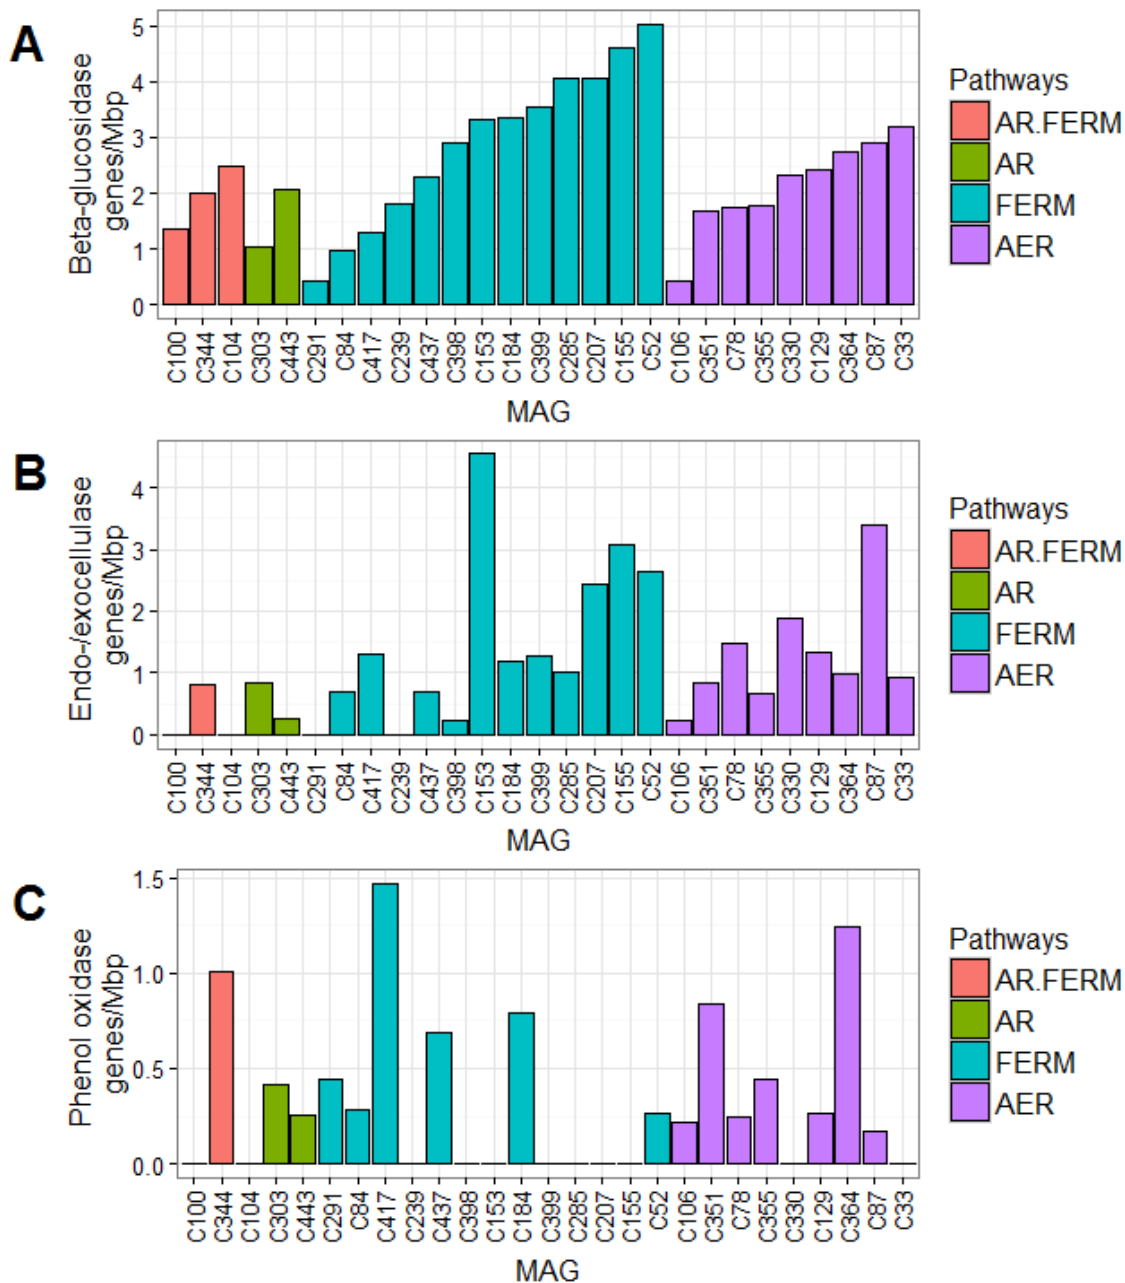 A
Beta-glucosidase
genes/Mbp
5
4
3
2
1
0
C100 C344 C104 C303 C443 C291 C84 C417 C239 C437 C398 C153 C184 C399 C285 C207 C155 C52 C106 C351 C78 C355 C330 C129 C364 C87 C33
MAG
Pathways
AR.FERM
AR
FERM
AER
B
Endo-/exocellulase
genes/Mbp
4
3
2
1
0
C100 C344 C104 C303 C443 C291 C84 C417 C239 C437 C398 C153 C184 C399 C285 C207 C155 C52 C106 C351 C78 C355 C330 C129 C364 C87 C33
MAG
Pathways
AR.FERM
AR
FERM
AER
C
Phenol oxidase
genes/Mbp
1.5
1.0
0.5
0.0
C100 C344 C104 C303 C443 C291 C84 C417 C239 C437 C398 C153 C184 C399 C285 C207 C155 C52 C106 C351 C78 C355 C330 C129 C364 C87 C33
MAG
Pathways
AR.FERM
AR
FERM
AER